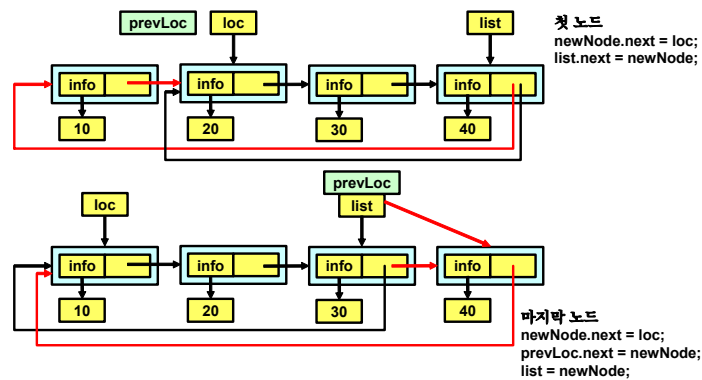 prevLoc loc list
첫 노드
newNode.next = loc;
list.next = newNode;
info info info info
10 20 30 40
prevLoc
loc list
info info info info
10 20 30 40
마지막 노드
newNode.next = loc;
prevLoc.next = newNode;
list = newNode;